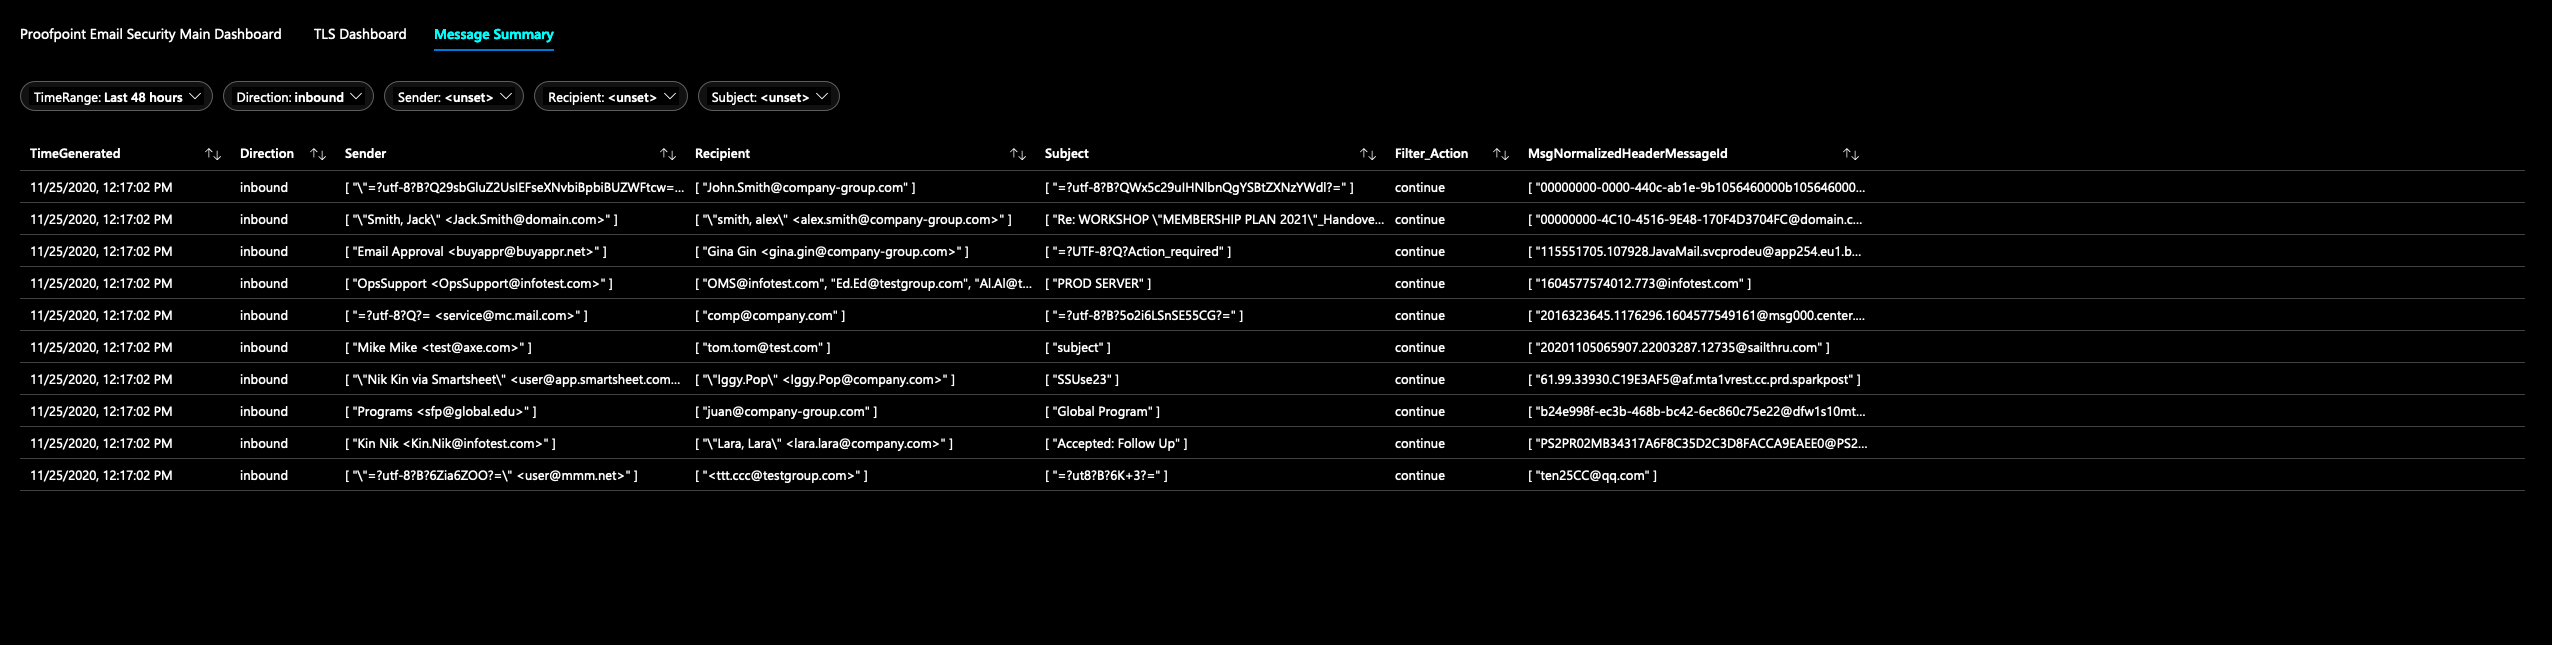 Proofpoint Email Security Main Dashboard TLS Dashboard Message Summary
TimeRange: Last 48 hours Direction: inbound Sender: <unset> Recipient: <unset> Subject: <unset>
TimeGenerated Direction Sender Recipient Subject Filter_Action MsgNormalizedHeaderMessageId
11/25/2020, 12:17:02 PM inbound [ "\"=?utf-8?B?Q29sbGluZ2UsIEFseXNvbiBpbiBUZWFtcw=... [ "John.Smith@company-group.com" ] [ "=?utf-8?B?QWx5c29uIHNlbnQgYSBtZXNzYWdl?=" ] continue [ "00000000-0000-440c-ab1e-9b1056460000b105646000...
11/25/2020, 12:17:02 PM inbound [ "\"Smith, Jack\" <Jack.Smith@domain.com>" ] [ "\"smith, alex\" <alex.smith@company-group.com>" ] [ "Re: WORKSHOP \"MEMBERSHIP PLAN 2021\"_Handove... continue [ "00000000-4C10-4516-9E48-170F4D3704FC@domain.c...
11/25/2020, 12:17:02 PM inbound [ "Email Approval <buyappr@buyappr.net>" ] [ "Gina Gin <gina.gin@company-group.com>" ] [ "=?UTF-8?Q?Action_required" ] continue [ "115551705.107928.JavaMail.svcprodeu@app254.eu1.b...
11/25/2020, 12:17:02 PM inbound [ "OpsSupport <OpsSupport@infotest.com>" ] [ "OMS@infotest.com", "Ed.Ed@testgroup.com", "Al.Al@t... [ "PROD SERVER" ] continue [ "1604577574012.773@infotest.com" ]
11/25/2020, 12:17:02 PM inbound [ "=?utf-8?Q?= <service@mc.mail.com>" ] [ "comp@company.com" ] [ "=?utf-8?B?5o2i6LSnSE55CG?=" ] continue [ "2016323645.1176296.1604577549161@msg000.center....
11/25/2020, 12:17:02 PM inbound [ "Mike Mike <test@axe.com>" ] [ "tom.tom@test.com" ] [ "subject" ] continue [ "20201105065907.22003287.12735@sailthru.com" ]
11/25/2020, 12:17:02 PM inbound [ "\"Nik Kin via Smartsheet\" <user@app.smartsheet.com... [ "\"Iggy.Pop\" <Iggy.Pop@company.com>" ] [ "SSUse23" ] continue [ "61.99.33930.C19E3AF5@af.mta1vrest.cc.prd.sparkpost" ]
11/25/2020, 12:17:02 PM inbound [ "Programs <sfp@global.edu>" ] [ "juan@company-group.com" ] [ "Global Program" ] continue [ "b24e998f-ec3b-468b-bc42-6ec860c75e22@dfw1s10mt...
11/25/2020, 12:17:02 PM inbound [ "Kin Nik <Kin.Nik@infotest.com>" ] [ "\"Lara, Lara\" <lara.lara@company.com>" ] [ "Accepted: Follow Up" ] continue [ "PS2PR02MB34317A6F8C35D2C3D8FACCA9EAEE0@PS2...
11/25/2020, 12:17:02 PM inbound [ "\"=?utf-8?B?6Zia6ZOO?=\" <user@mmm.net>" ] [ "<ttt.ccc@testgroup.com>" ] [ "=?ut8?B?6K+3?=" ] continue [ "ten25CC@qq.com" ]